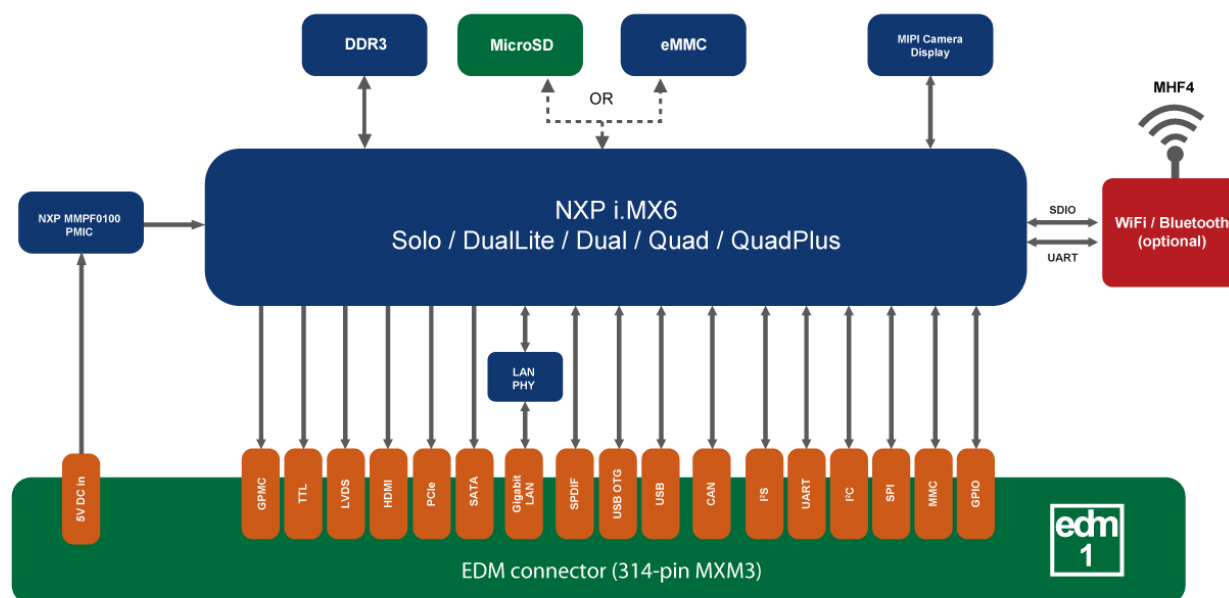 DDR3
MicroSD
eMMC
MIPI Camera
Display
OR
MHF4
NXP MMPF0100
PMIC
NXP i.MX6
Solo / DualLite / Dual / Quad / QuadPlus
SDIO
UART
WiFi / Bluetooth
(optional)
LAN
PHY
5V DC in
GPMC
TTL
LVDS
HDMI
PCIe
SATA
Gigabit
LAN
SPDIF
USB OTG
USB
CAN
I²S
UART
I²C
SPI
MMC
GPIO
edm
1
EDM connector (314-pin MXM3)